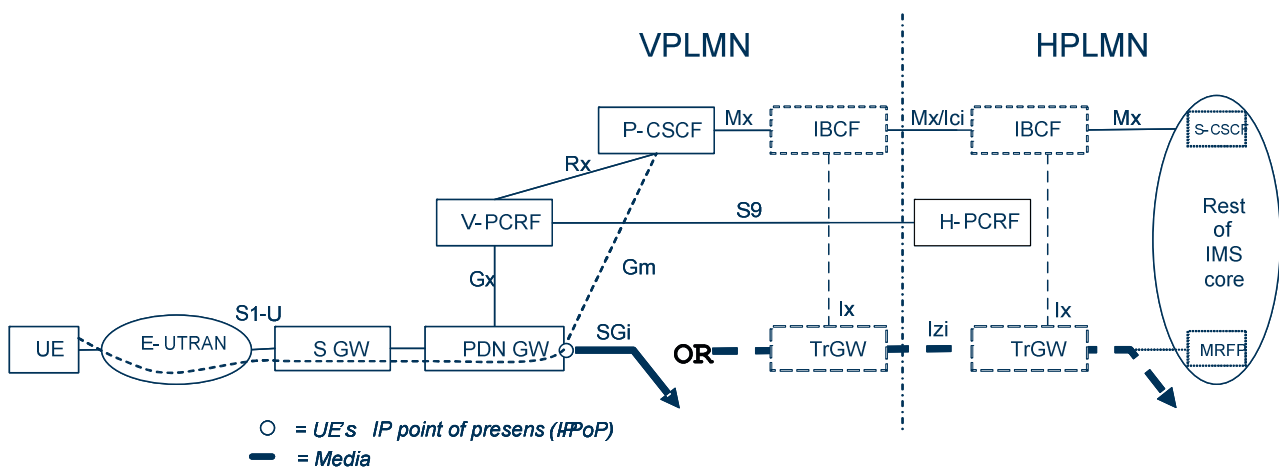 VPLMN
HPLMN
P-CSCF
Mx
IBCF
Mx/Ici
IBCF
Mx
S-CSCF
Rx
V-PCRF
S9
H-PCRF
Rest
of
IMS
core
Gx
Gm
Ix
Ix
S1-U
SGi
Izi
UE
E-UTRAN
S GW
PDN GW
OR
TrGW
TrGW
MRFP
= UE's IP point of presens (IP-PoP)
= Media